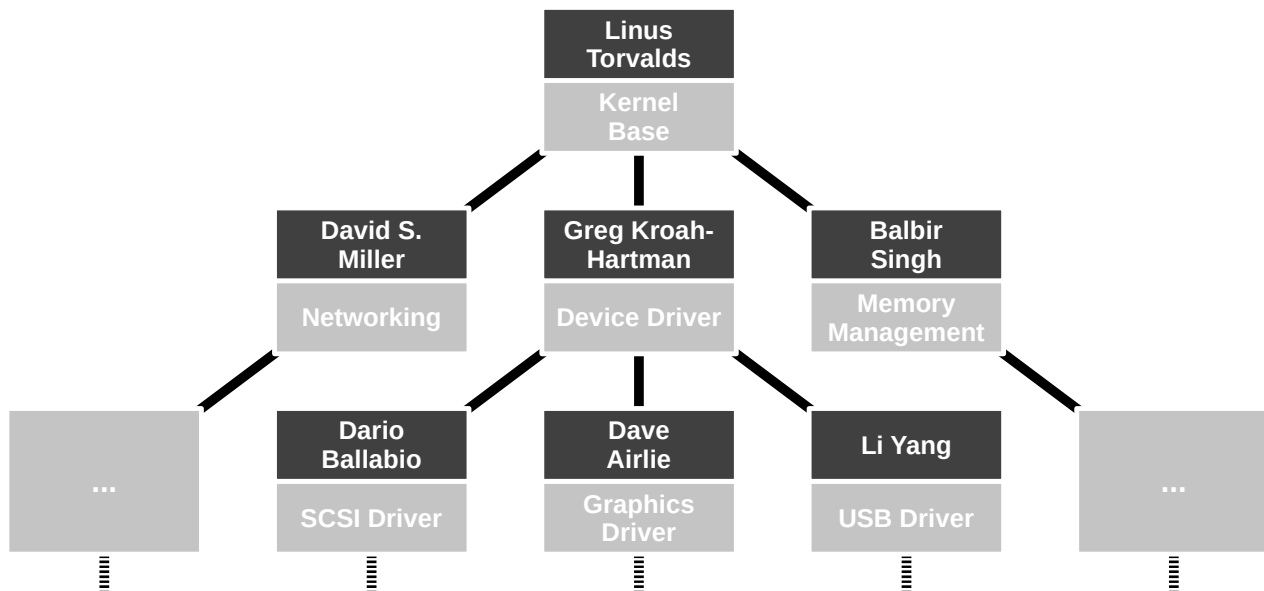 Linus
Torvalds
Kernel
Base
David S.
Miller
Networking
Greg Kroah-
Hartman
Device Driver
Balbir
Singh
Memory
Management
...
Dario
Ballabio
SCSI Driver
Dave
Airlie
Graphics
Driver
Li Yang
USB Driver
...